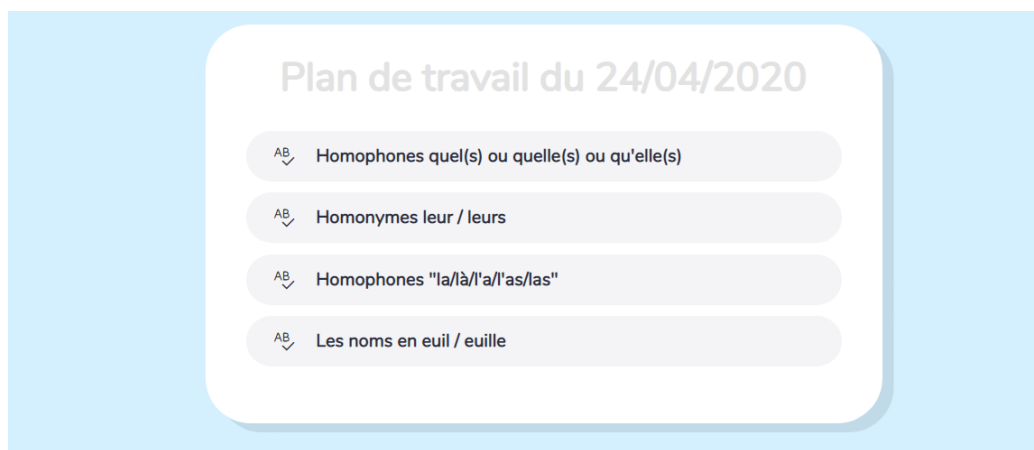 Plan de travail du 24/04/2020
AB Homophones quel(s) ou quelle(s) ou qu'elle(s)
AB Homonymes leur / leurs
AB Homophones "la/là/l'a/l'as/las"
AB Les noms en euil / euille